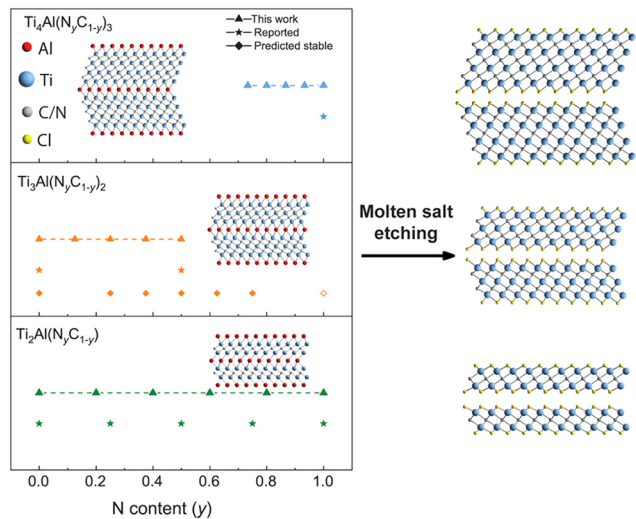 Ti₄Al(NyC₁₋y)₃
Al
Ti
C/N
Cl
This work
Reported
Predicted stable
Ti₃Al(NyC₁₋y)₂
Ti₂Al(NyC₁₋y)
0.0 0.2 0.4 0.6 0.8 1.0
N content (y)
Molten salt
etching